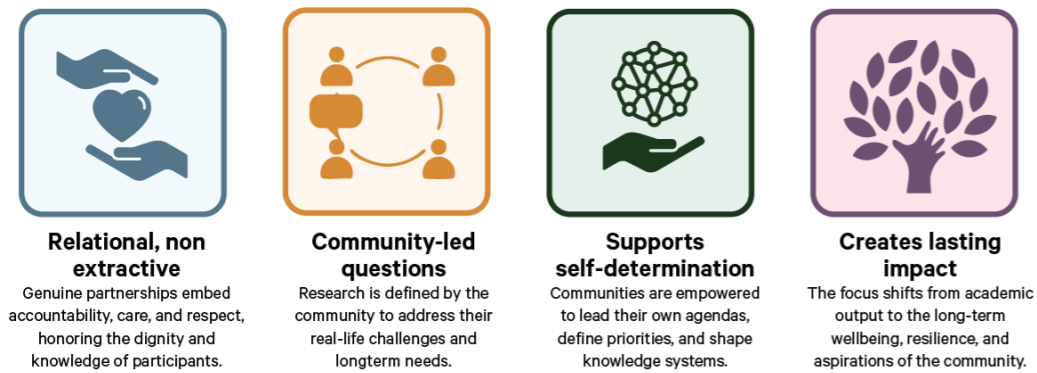 Relational, non
extractive
Genuine partnerships embed
accountability, care, and respect,
honoring the dignity and
knowledge of participants.
Community-led
questions
Research is defined by the
community to address their
real-life challenges and
longterm needs.
Supports
self-determination
Communities are empowered
to lead their own agendas,
define priorities, and shape
knowledge systems.
Creates lasting
impact
The focus shifts from academic
output to the long-term
wellbeing, resilience, and
aspirations of the community.